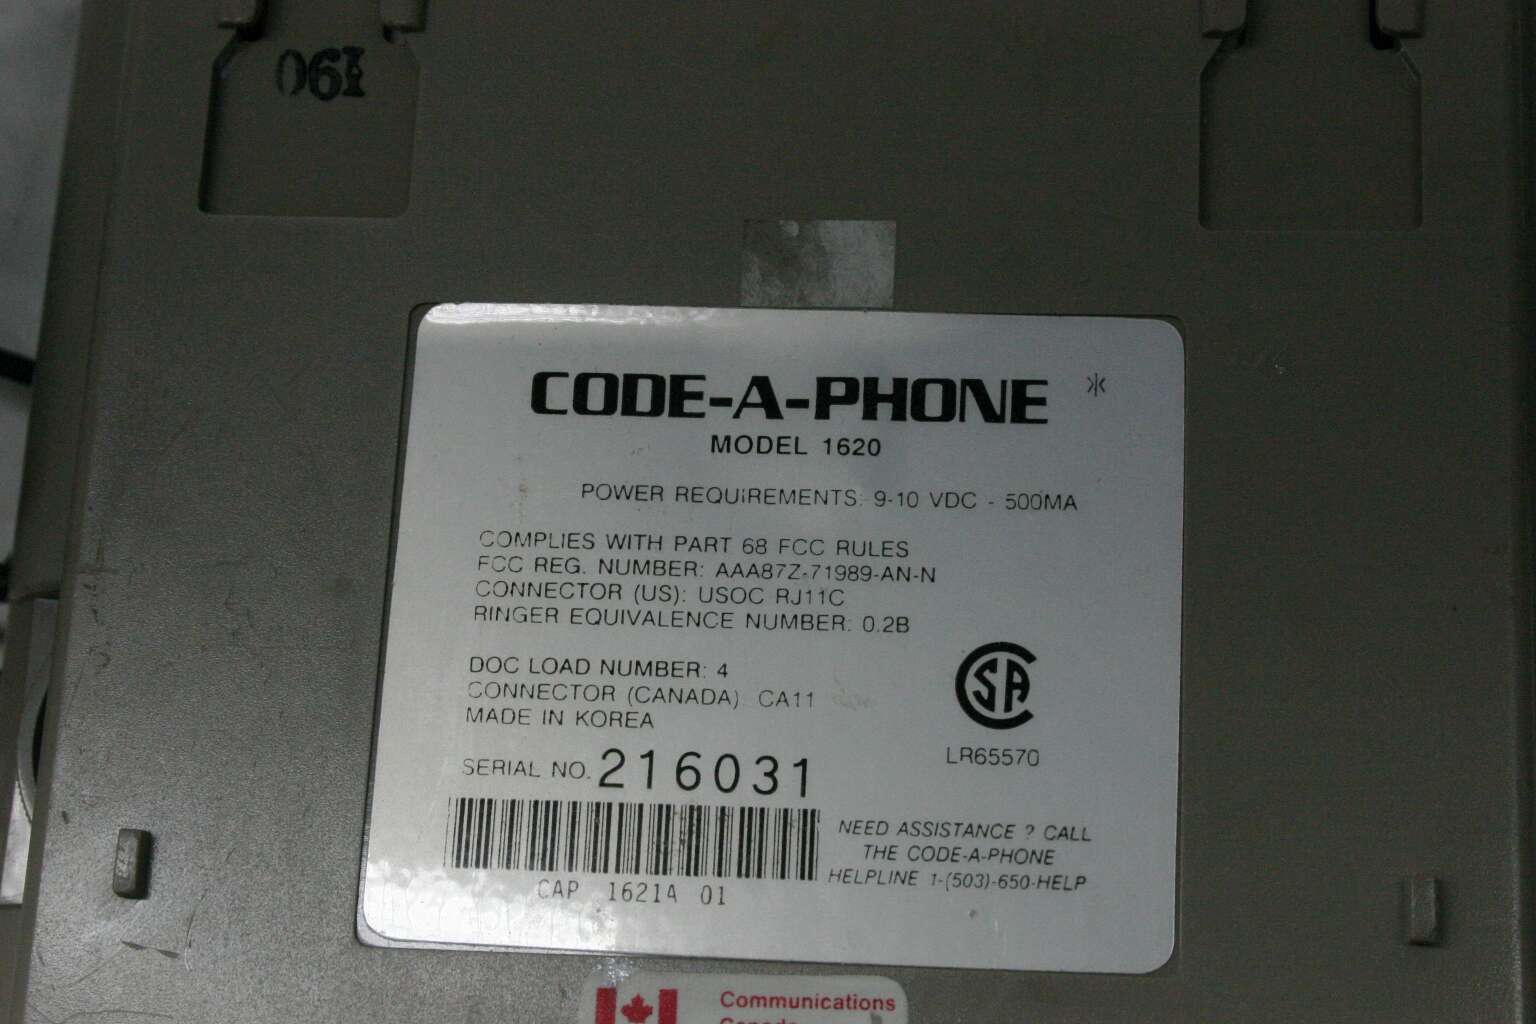 061
CODE-A-PHONE
MODEL 1620
POWER REQUIREMENTS: 9-10 VDC - 500MA
COMPLIES WITH PART 68 FCC RULES
FCC REG. NUMBER: AAA87Z-71989-AN-N
CONNECTOR (US): USOC RJ11C
RINGER EQUIVALENCE NUMBER: 0.2B
DOC LOAD NUMBER: 4
CONNECTOR (CANADA): CA11
MADE IN KOREA
SA
LR65570
SERIAL NO. 216031
CAP 1621A 01
NEED ASSISTANCE ? CALL
THE CODE-A-PHONE
HELPLINE 1-(503)-650-HELP
Communications
Canada